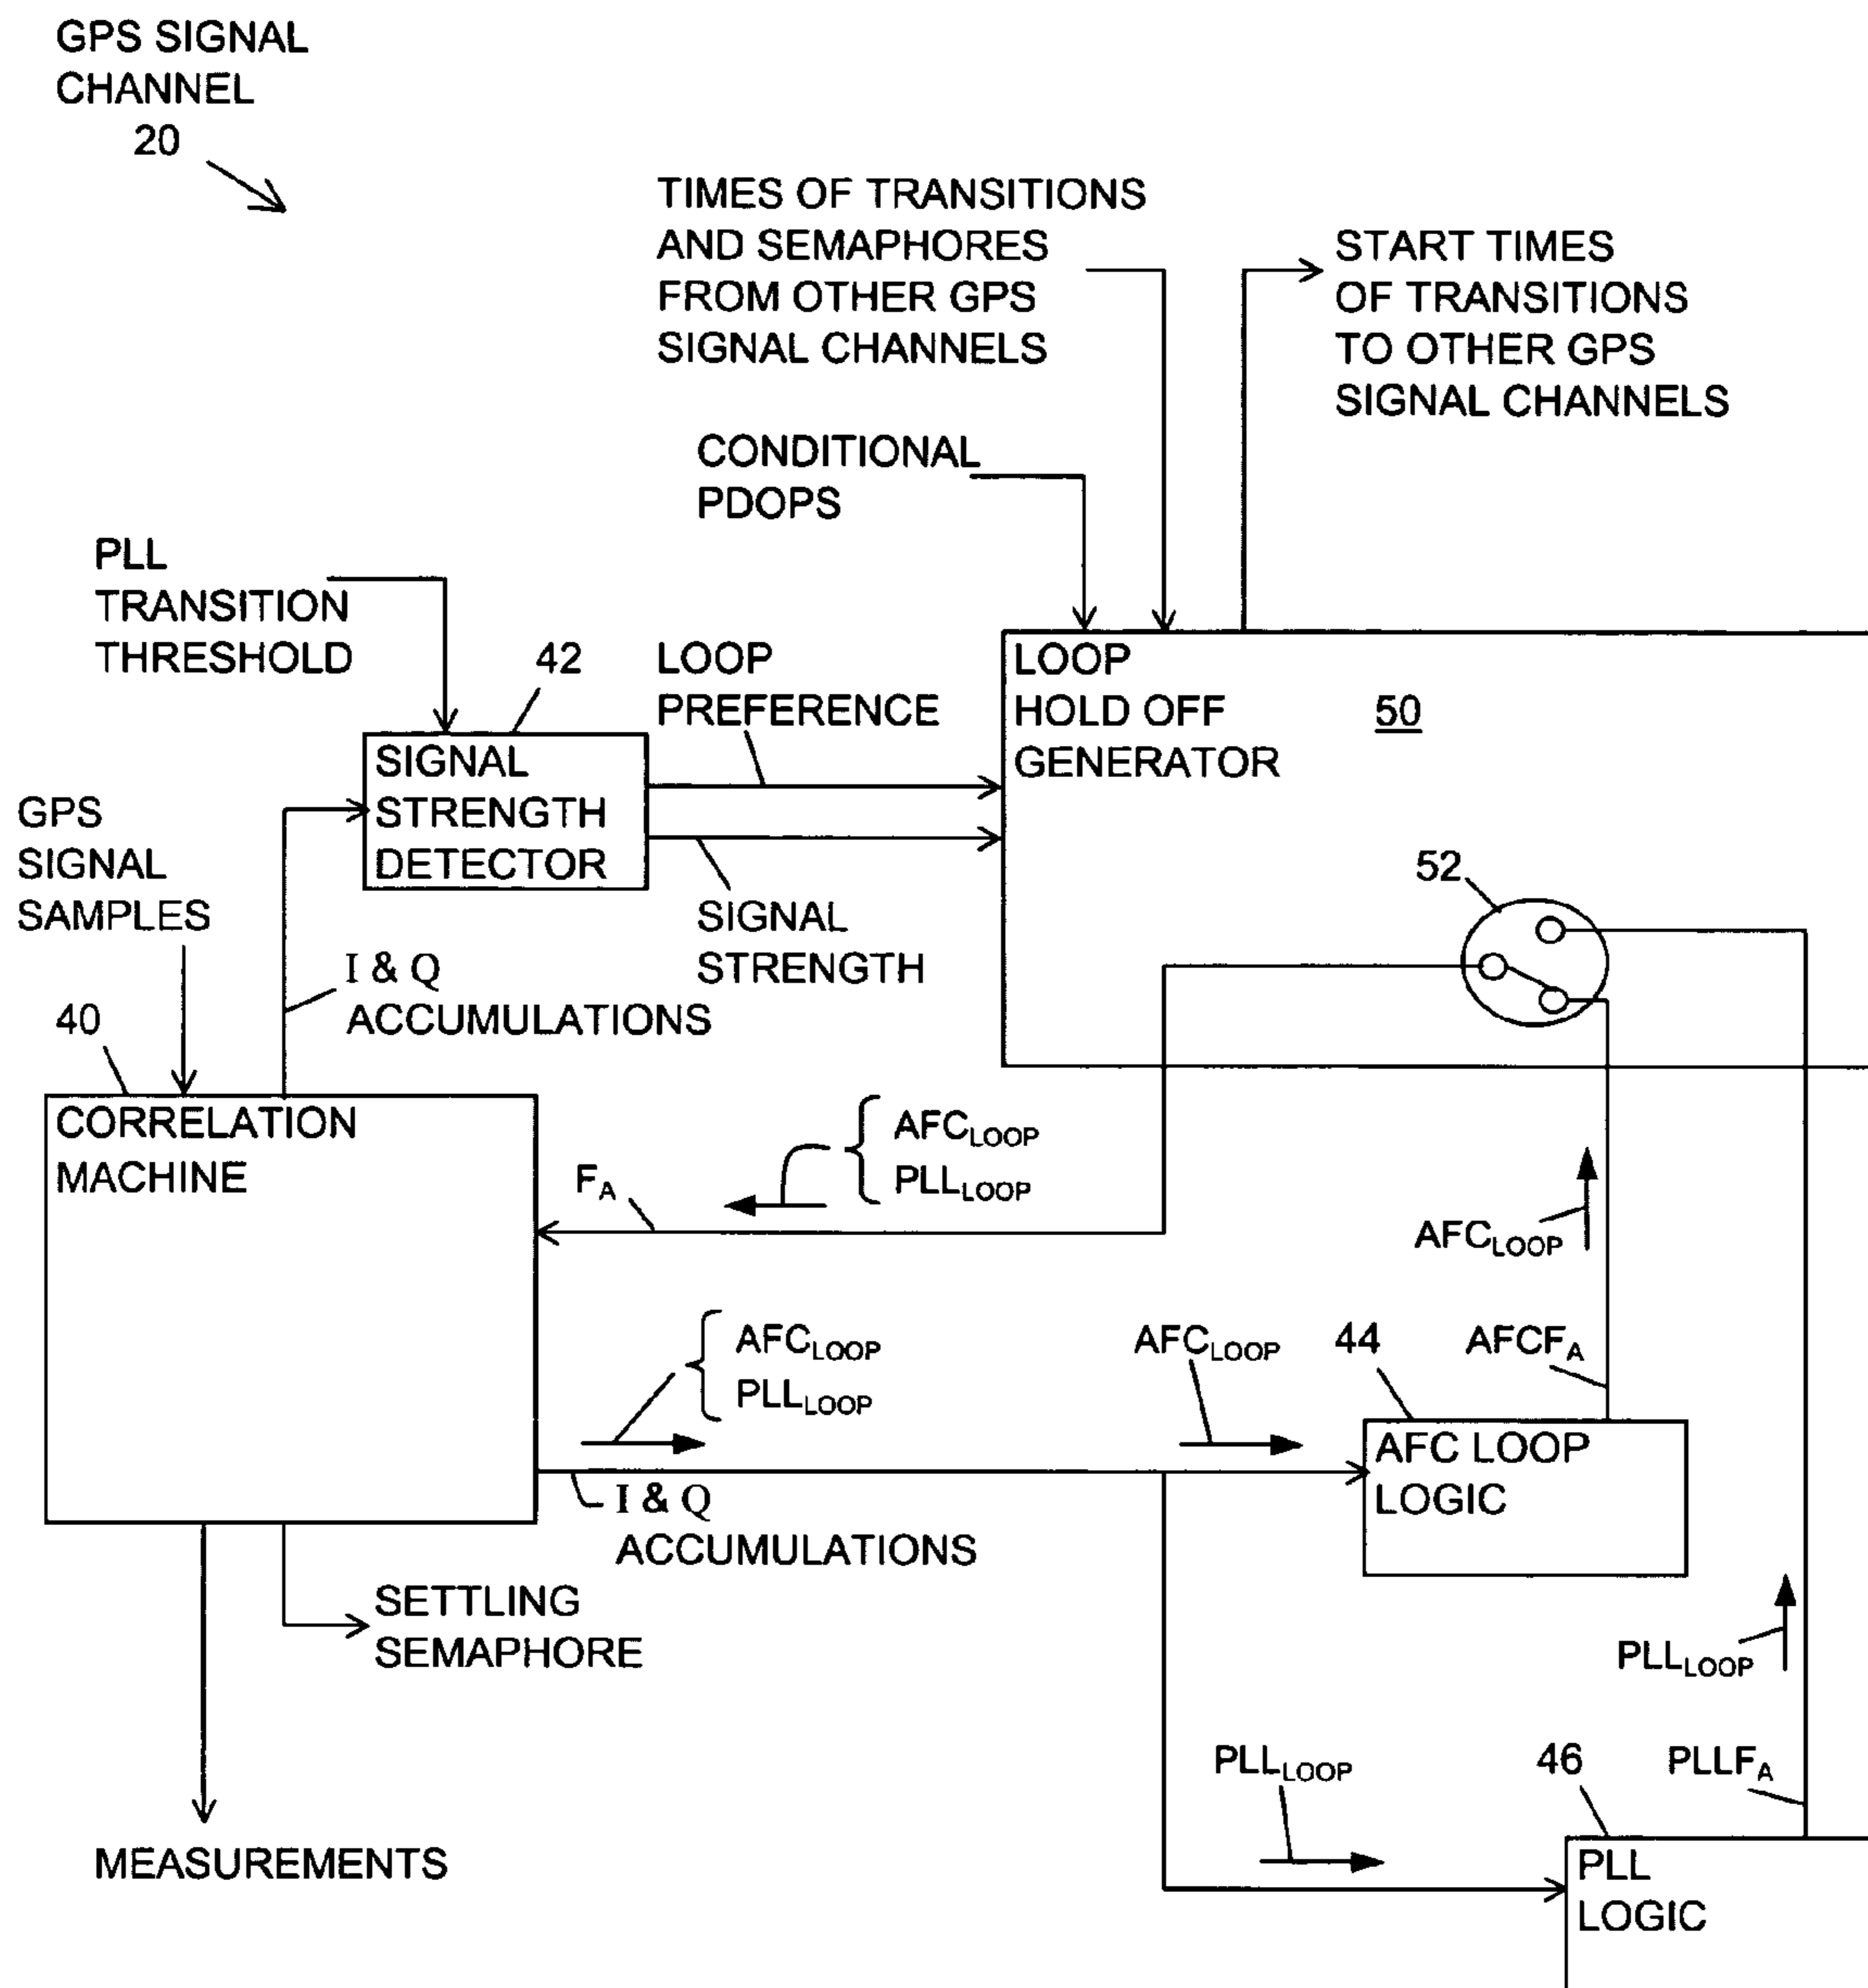 GPS SIGNAL
CHANNEL
20
TIMES OF TRANSITIONS
AND SEMAPHORES
FROM OTHER GPS
SIGNAL CHANNELS
START TIMES
OF TRANSITIONS
TO OTHER GPS
SIGNAL CHANNELS
CONDITIONAL
PDOPS
PLL
TRANSITION
THRESHOLD
42
LOOP
PREFERENCE
LOOP
HOLD OFF
GENERATOR
50
SIGNAL
STRENGTH
DETECTOR
GPS
SIGNAL
SAMPLES
SIGNAL
STRENGTH
52
I & Q
ACCUMULATIONS
40
CORRELATION
MACHINE
AFCLOOP
PLLLOOP
FA
AFCLOOP
AFCLOOP
PLLLOOP
AFCLOOP
44
AFCFA
AFC LOOP
LOGIC
I & Q
ACCUMULATIONS
SETTLING
SEMAPHORE
PLLLOOP
PLLLOOP
46
PLLFA
MEASUREMENTS
PLL
LOGIC